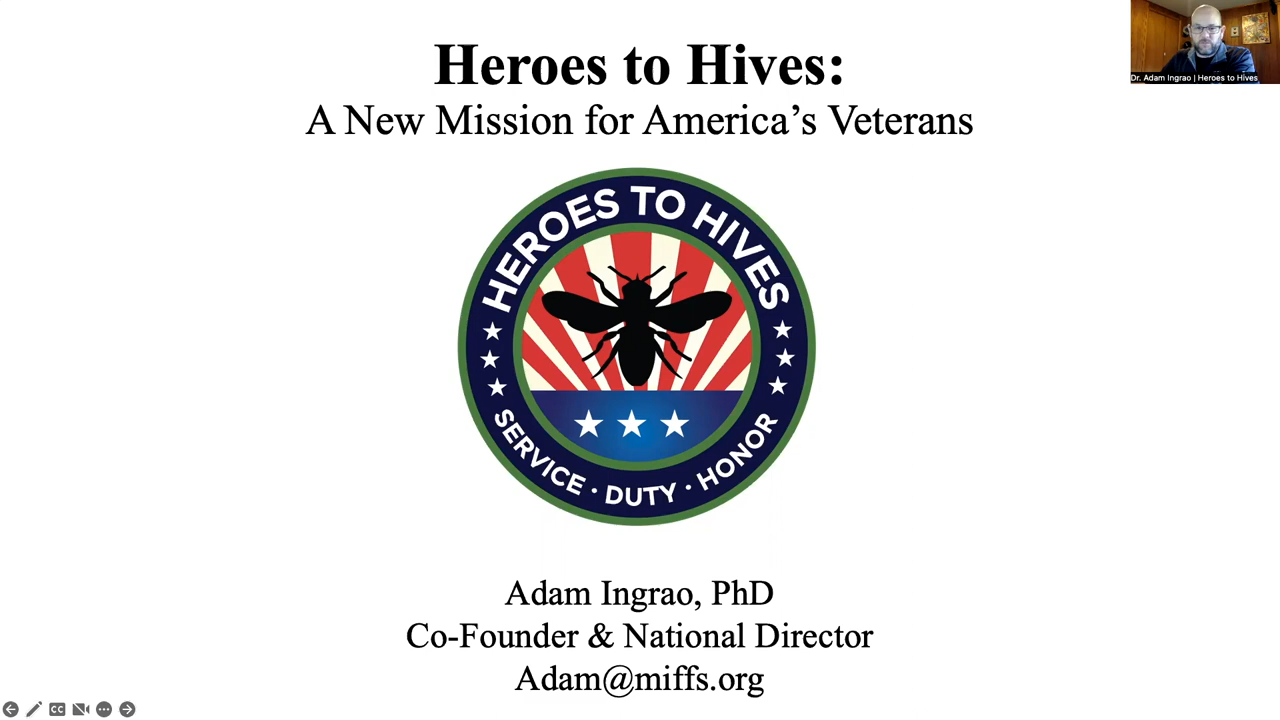 Heroes to Hives:
A New Mission for America’s Veterans
Dr. Adam Ingrao | Heroes to Hives
HEROES TO HIVES
SERVICE · DUTY · HONOR
Adam Ingrao, PhD
Co-Founder & National Director
Adam@miffs.org
CC